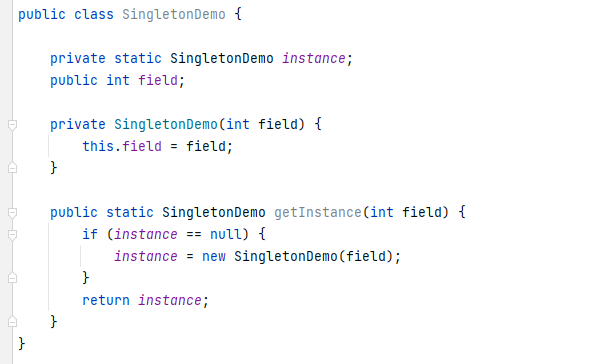 public class SingletonDemo {
private static SingletonDemo instance;
public int field;
private SingletonDemo(int field) {
this.field = field;
}
public static SingletonDemo getInstance(int field) {
if (instance == null) {
instance = new SingletonDemo(field);
}
return instance;
}
}